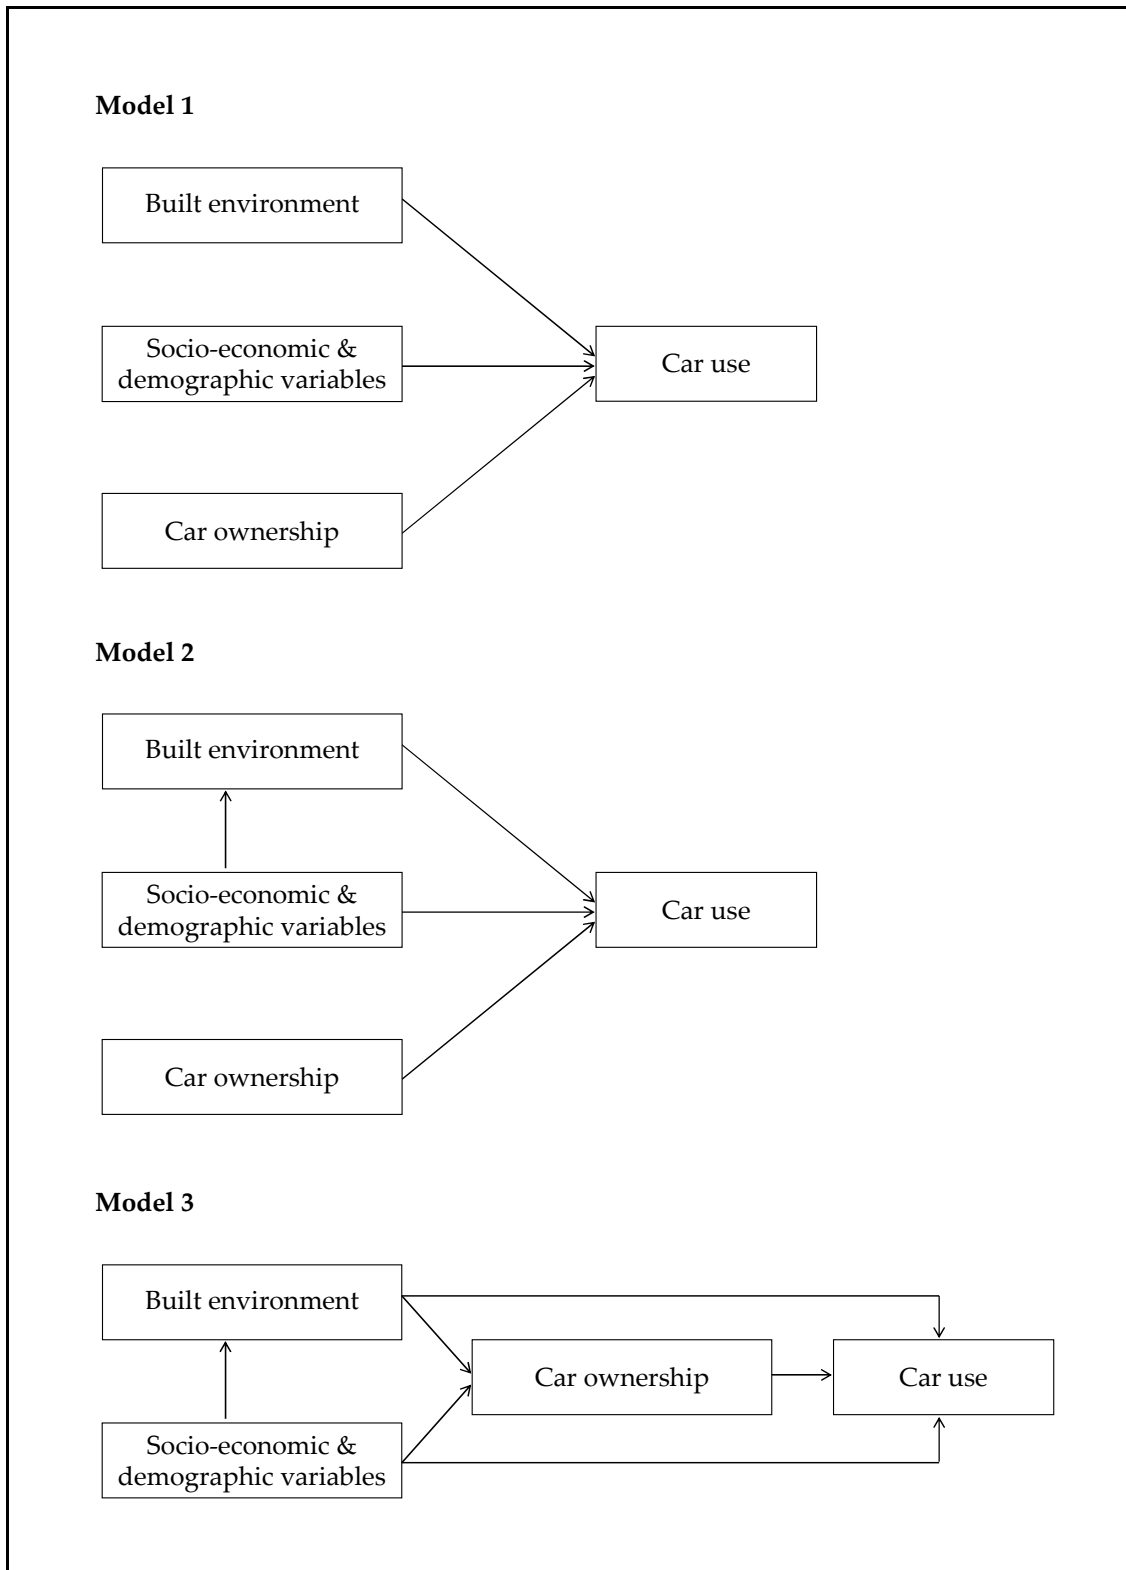 Model 1
Built environment
Socio-economic &
demographic variables
Car use
Car ownership
Model 2
Built environment
Socio-economic &
demographic variables
Car use
Car ownership
Model 3
Built environment
Car ownership
Car use
Socio-economic &
demographic variables